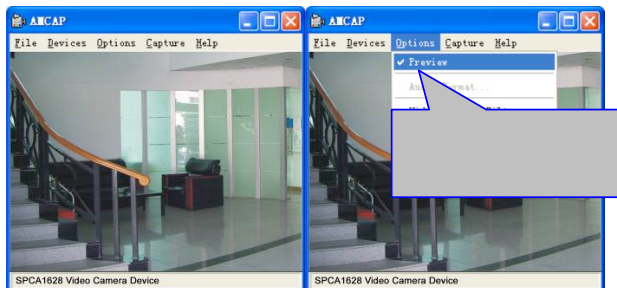 AMCAP
File Devices Options Capture Help
SPCA1628 Video Camera Device
AMCAP
File Devices Options Capture Help
Preview
SPCA1628 Video Camera Device